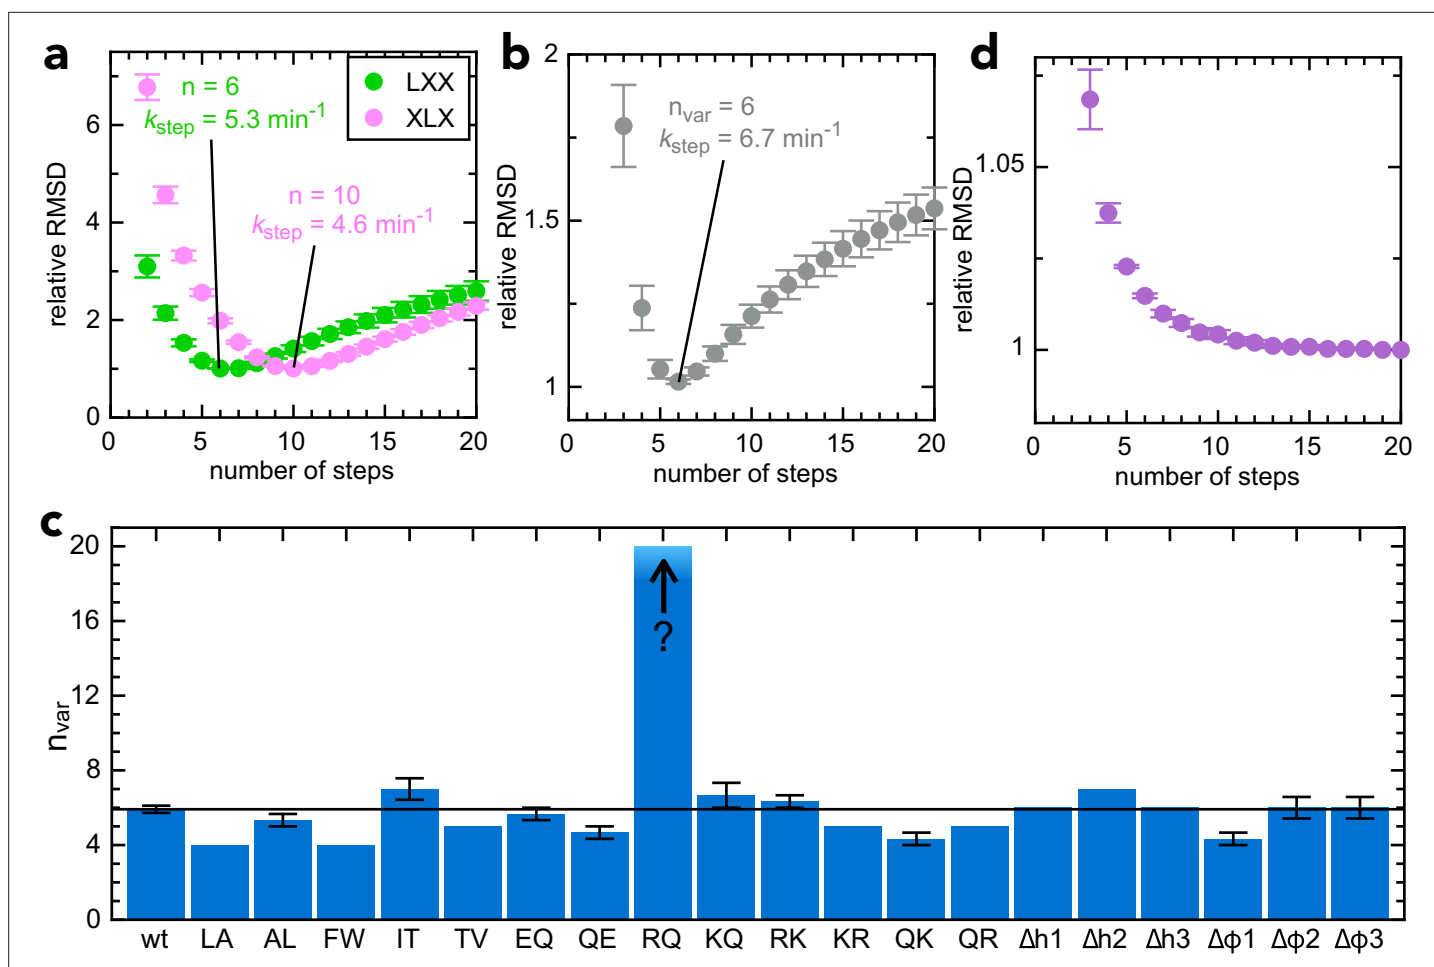 a
relative RMSD
6
4
2
0
n = 6
kstep = 5.3 min-1
LXX
XLX
n = 10
kstep = 4.6 min-1
0 5 10 15 20
number of steps
b
relative RMSD
2
1.5
1
nvar = 6
kstep = 6.7 min-1
0 5 10 15 20
number of steps
d
relative RMSD
1.05
1
0 5 10 15 20
number of steps
c
nvar
20
16
12
8
4
0
?
wt LA AL FW IT TV EQ QE RQ KQ RK KR QK QR Δh1 Δh2 Δh3 Δϕ1 Δϕ2 Δϕ3